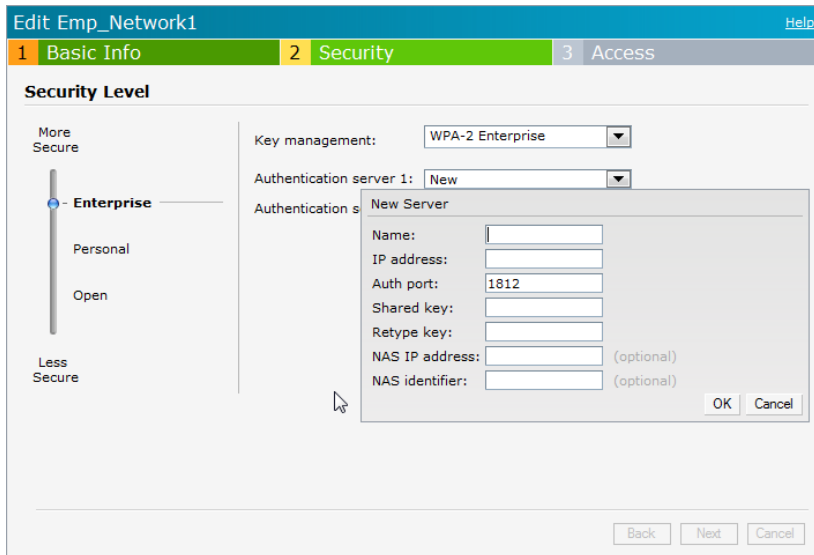 Edit Emp_Network1
Help
1 Basic Info
2 Security
3 Access
Security Level
More
Secure
Enterprise
Personal
Open
Less
Secure
Key management: WPA-2 Enterprise
Authentication server 1: New
Authentication s
New Server
Name:
IP address:
Auth port: 1812
Shared key:
Retype key:
NAS IP address: (optional)
NAS identifier: (optional)
OK Cancel
Back Next Cancel